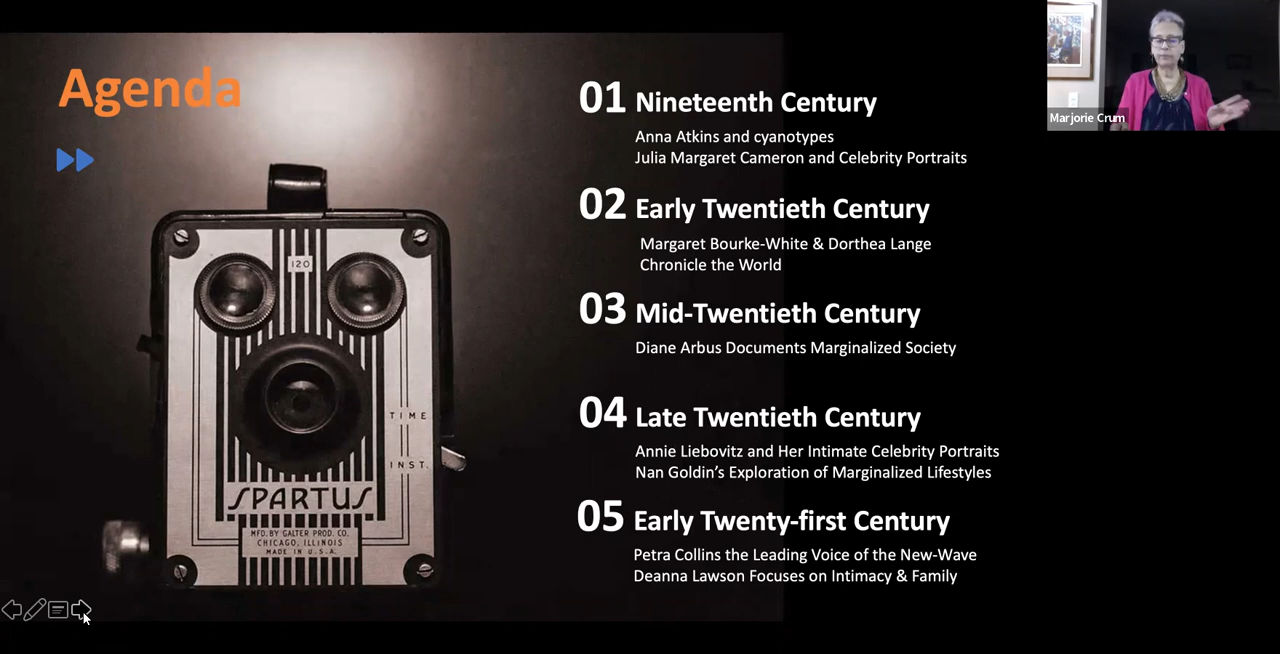 Agenda
01 Nineteenth Century
Anna Atkins and cyanotypes
Julia Margaret Cameron and Celebrity Portraits
02 Early Twentieth Century
Margaret Bourke-White & Dorthea Lange
Chronicle the World
03 Mid-Twentieth Century
Diane Arbus Documents Marginalized Society
04 Late Twentieth Century
Annie Liebovitz and Her Intimate Celebrity Portraits
Nan Goldin's Exploration of Marginalized Lifestyles
05 Early Twenty-first Century
Petra Collins the Leading Voice of the New-Wave
Deanna Lawson Focuses on Intimacy & Family
120
TIME
INST.
SPARTUS
MFD. BY GALTER PROD. CO.
CHICAGO, ILLINOIS
MADE IN U.S.A.
Marjorie Crum